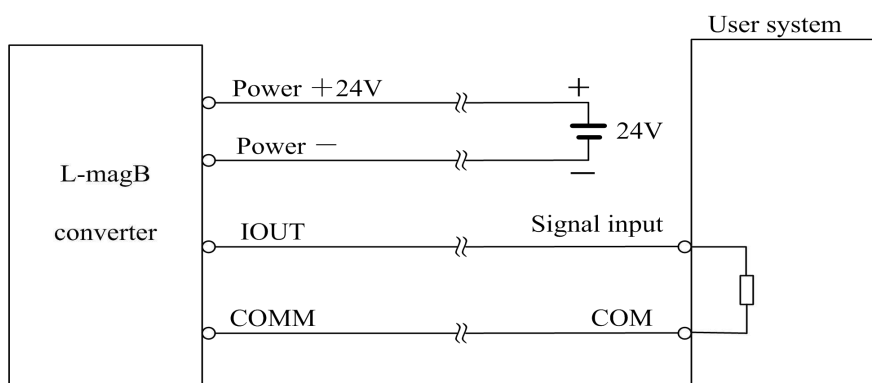 User system
Power +24V
+
24V
Power －
—
L-magB
converter
IOUT
Signal input
COMM
COM